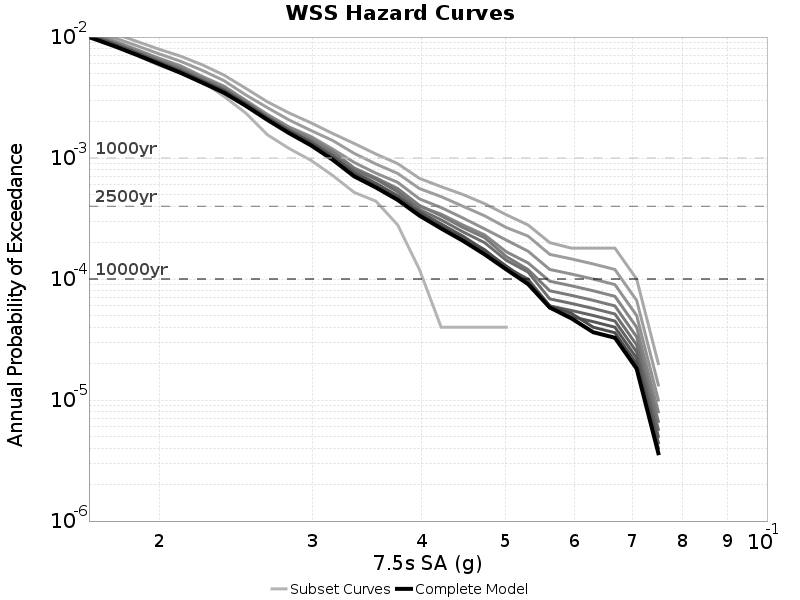 WSS Hazard Curves
Annual Probability of Exceedance
10-2
10-3
10-4
10-5
10-6
1000yr
2500yr
10000yr
2 3 4 5 6 7 8 9 10-1
7.5s SA (g)
Subset Curves Complete Model